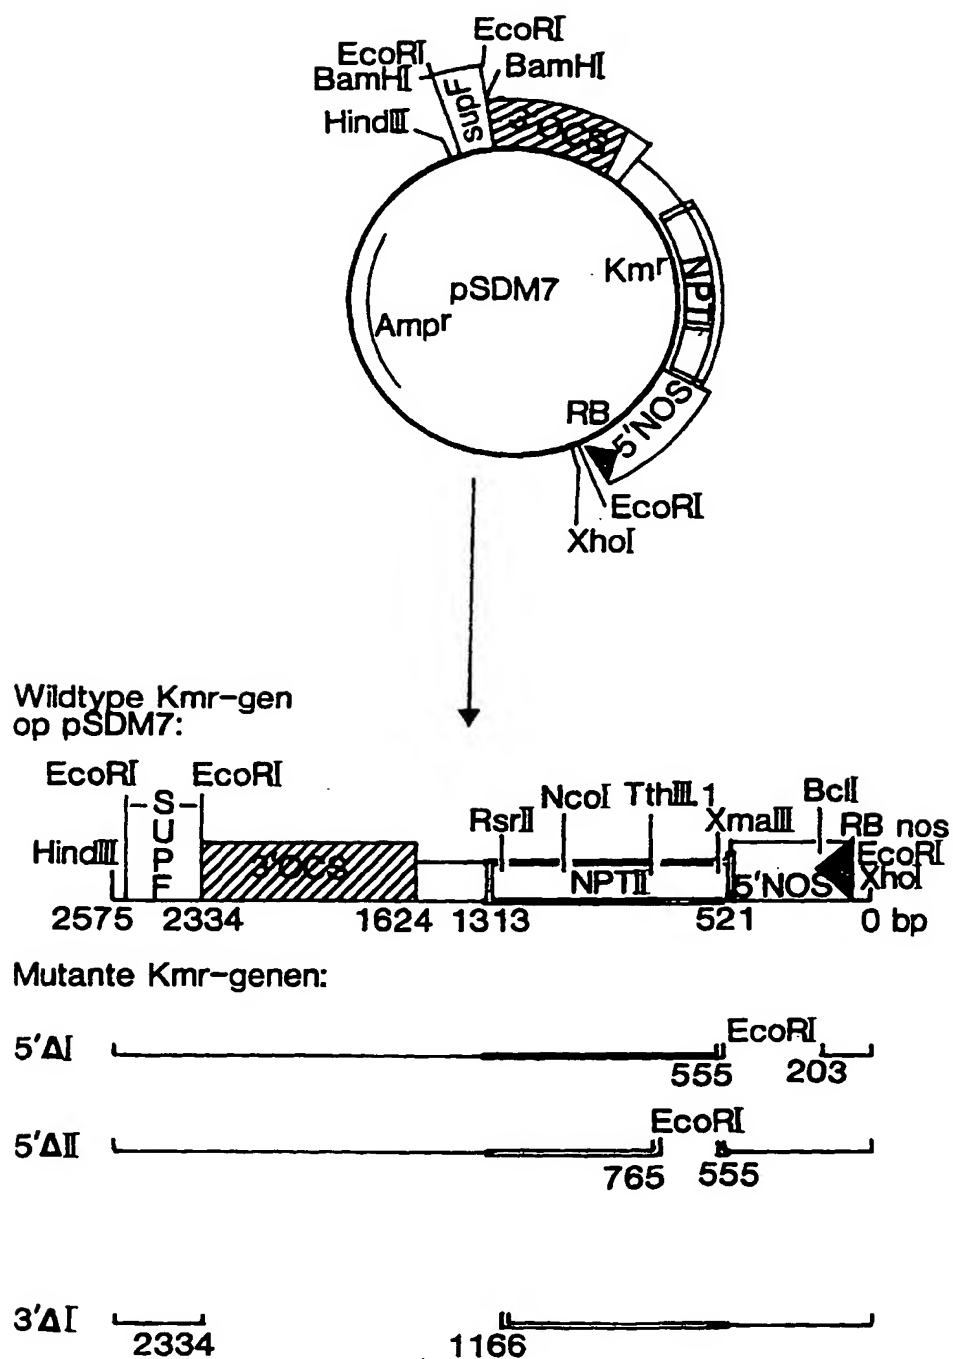 EcoRI
EcoRI
BamHI
BamHI
HindIII
supF
3'OCS
Kmr
NPTII
pSDM7
Ampr
RB
5'NOS
EcoRI
XhoI
Wildtype Kmr-gen
op pSDM7:
EcoRI
EcoRI
SUPF
HindIII
3'OCS
RsrII
NcoI
TthIII.1
XmaIII
BclI
RB nos
EcoRI
XhoI
NPTII
5'NOS
2575 2334 1624 1313 521 0 bp
Mutante Kmr-genen:
5'ΔI
EcoRI
555 203
5'ΔII
EcoRI
765 555
3'ΔI
2334 1166